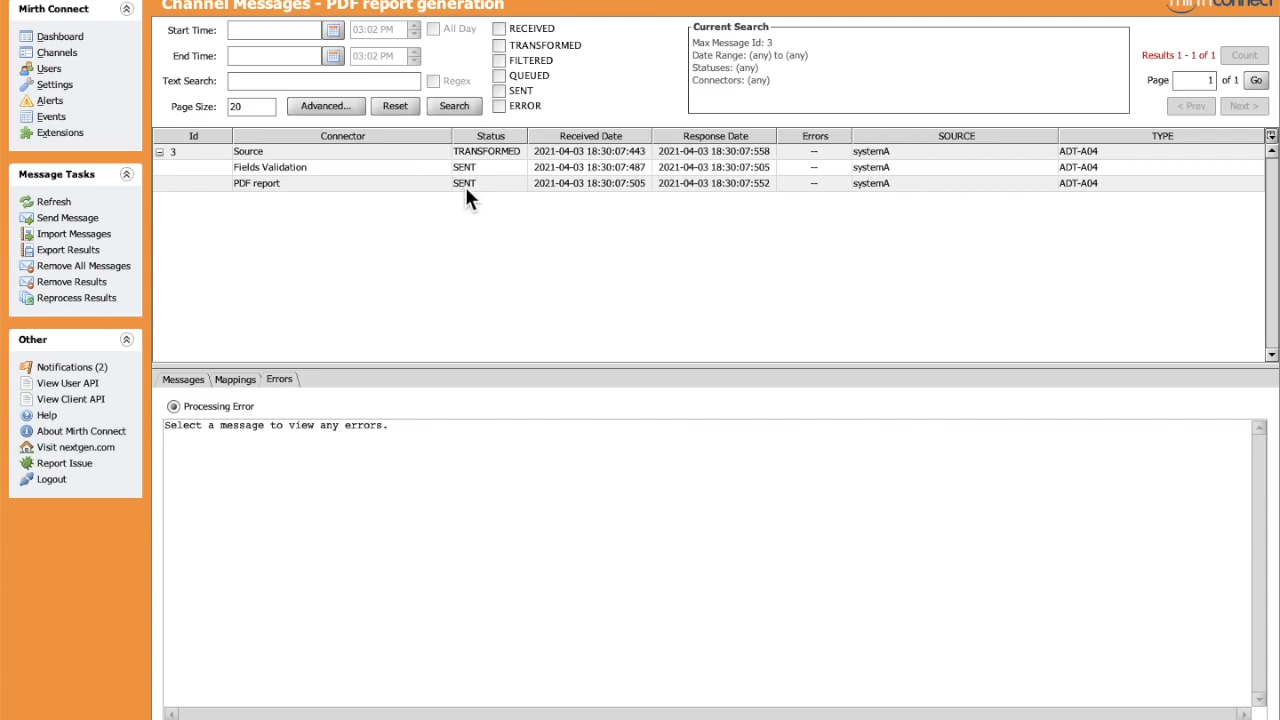 Mirth Connect
Dashboard
Channels
Users
Settings
Alerts
Events
Extensions
Message Tasks
Refresh
Send Message
Import Messages
Export Results
Remove All Messages
Remove Results
Reprocess Results
Other
Notifications (2)
View User API
View Client API
Help
About Mirth Connect
Visit nextgen.com
Report Issue
Logout
Channel Messages - PDF report generation
mirth connect
Start Time: 03:02 PM All Day
End Time: 03:02 PM
Text Search: Regex
Page Size: 20 Advanced... Reset Search
RECEIVED
TRANSFORMED
FILTERED
QUEUED
SENT
ERROR
Current Search
Max Message Id: 3
Date Range: (any) to (any)
Statuses: (any)
Connectors: (any)
Results 1 - 1 of 1 Count
Page 1 of 1 Go
< Prev Next >
Id Connector Status Received Date Response Date Errors SOURCE TYPE
3 Source TRANSFORMED 2021-04-03 18:30:07:443 2021-04-03 18:30:07:558 -- systemA ADT-A04
Fields Validation SENT 2021-04-03 18:30:07:487 2021-04-03 18:30:07:505 -- systemA ADT-A04
PDF report SENT 2021-04-03 18:30:07:505 2021-04-03 18:30:07:552 -- systemA ADT-A04
Messages Mappings Errors
Processing Error
Select a message to view any errors.